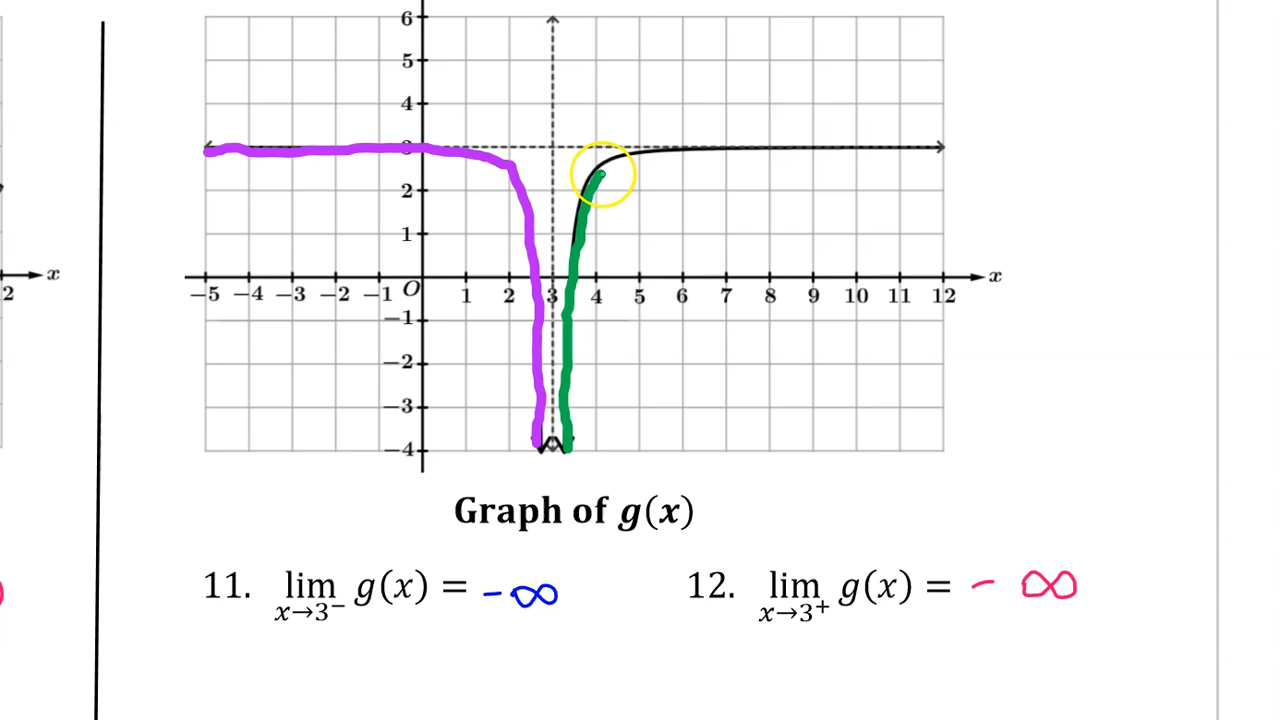 6
5
4
3
2
1
−5 −4 −3 −2 −1 O 1 2 3 4 5 6 7 8 9 10 11 12 x
−1
−2
−3
−4
x
2
Graph of g(x)
11. lim x→3⁻ g(x) = -∞
12. lim x→3⁺ g(x) = - ∞